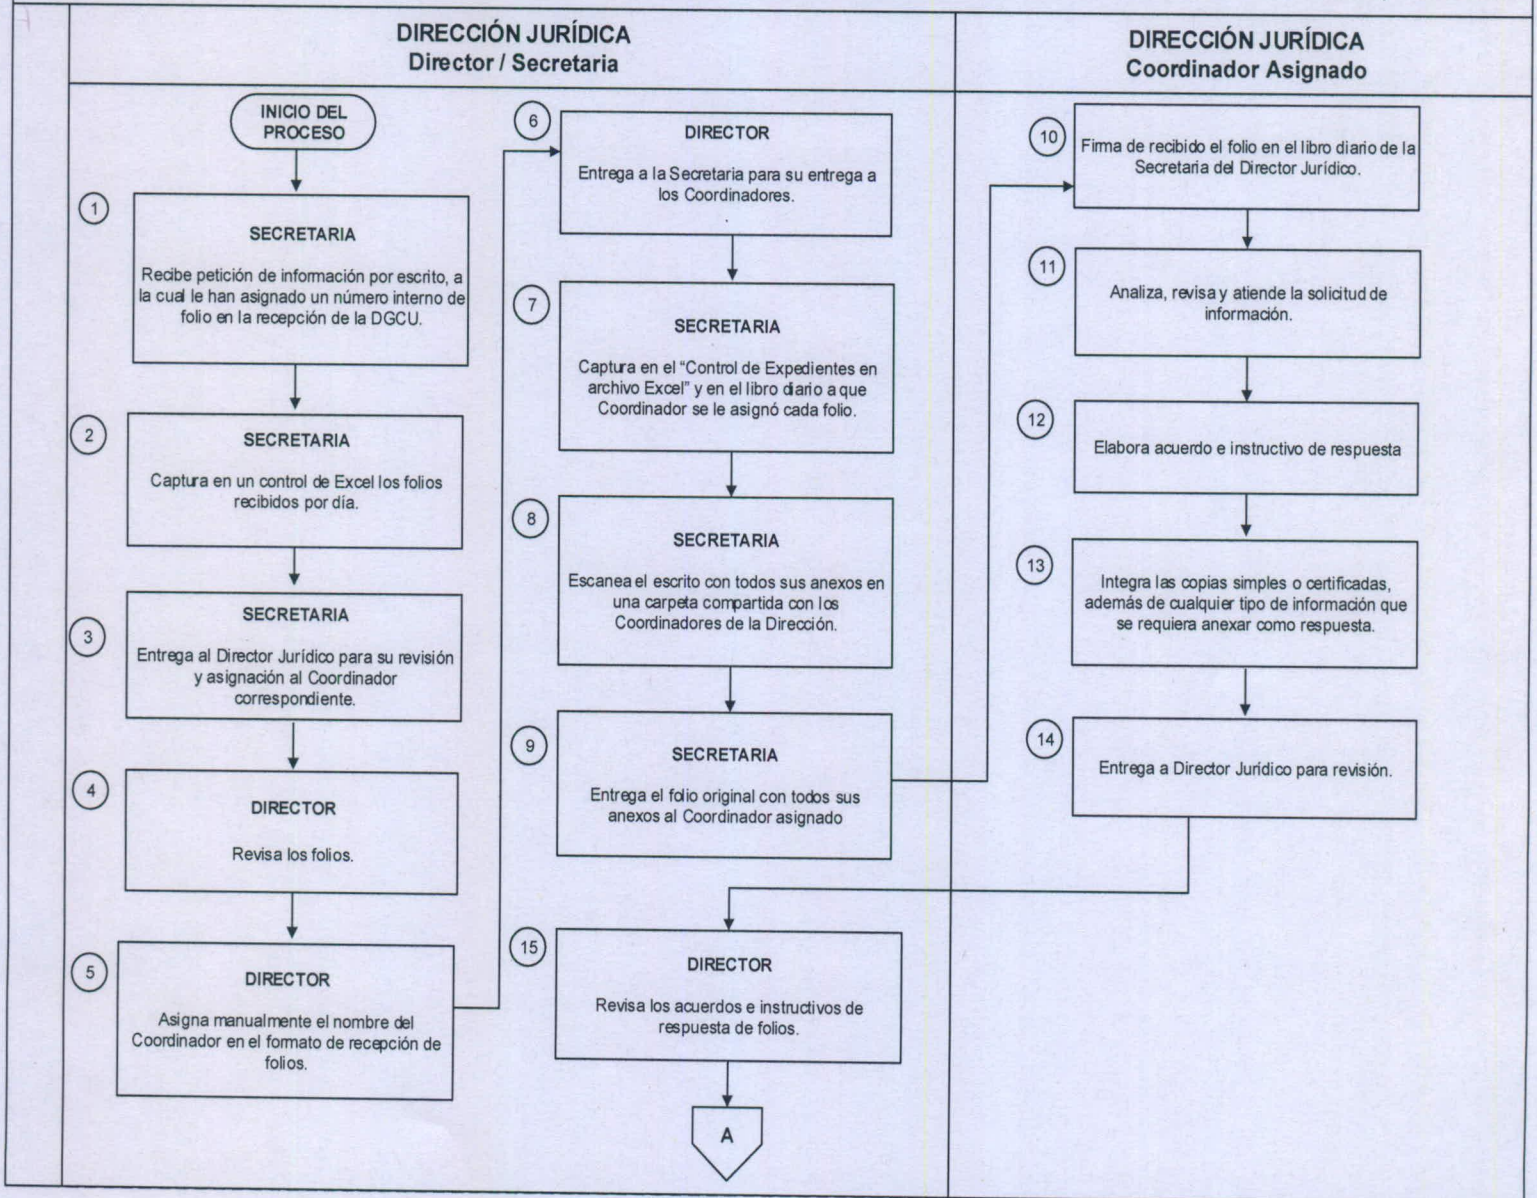 DIRECCIÓN JURÍDICA
Director / Secretaria
DIRECCIÓN JURÍDICA
Coordinador Asignado
INICIO DEL
PROCESO
1
SECRETARIA
Recibe petición de información por escrito, a
la cual le han asignado un número interno de
folio en la recepción de la DGCU.
2
SECRETARIA
Captura en un control de Excel los folios
recibidos por día.
3
SECRETARIA
Entrega al Director Jurídico para su revisión
y asignación al Coordinador
correspondiente.
4
DIRECTOR
Revisa los folios.
5
DIRECTOR
Asigna manualmente el nombre del
Coordinador en el formato de recepción de
folios.
6
DIRECTOR
Entrega a la Secretaria para su entrega a
los Coordinadores.
7
SECRETARIA
Captura en el “Control de Expedientes en
archivo Excel” y en el libro diario a que
Coordinador se le asignó cada folio.
8
SECRETARIA
Escanea el escrito con todos sus anexos en
una carpeta compartida con los
Coordinadores de la Dirección.
9
SECRETARIA
Entrega el folio original con todos sus
anexos al Coordinador asignado
10
Firma de recibido el folio en el libro diario de la
Secretaria del Director Jurídico.
11
Analiza, revisa y atiende la solicitud de
información.
12
Elabora acuerdo e instructivo de respuesta
13
Integra las copias simples o certificadas,
además de cualquier tipo de información que
se requiera anexar como respuesta.
14
Entrega a Director Jurídico para revisión.
15
DIRECTOR
Revisa los acuerdos e instructivos de
respuesta de folios.
A